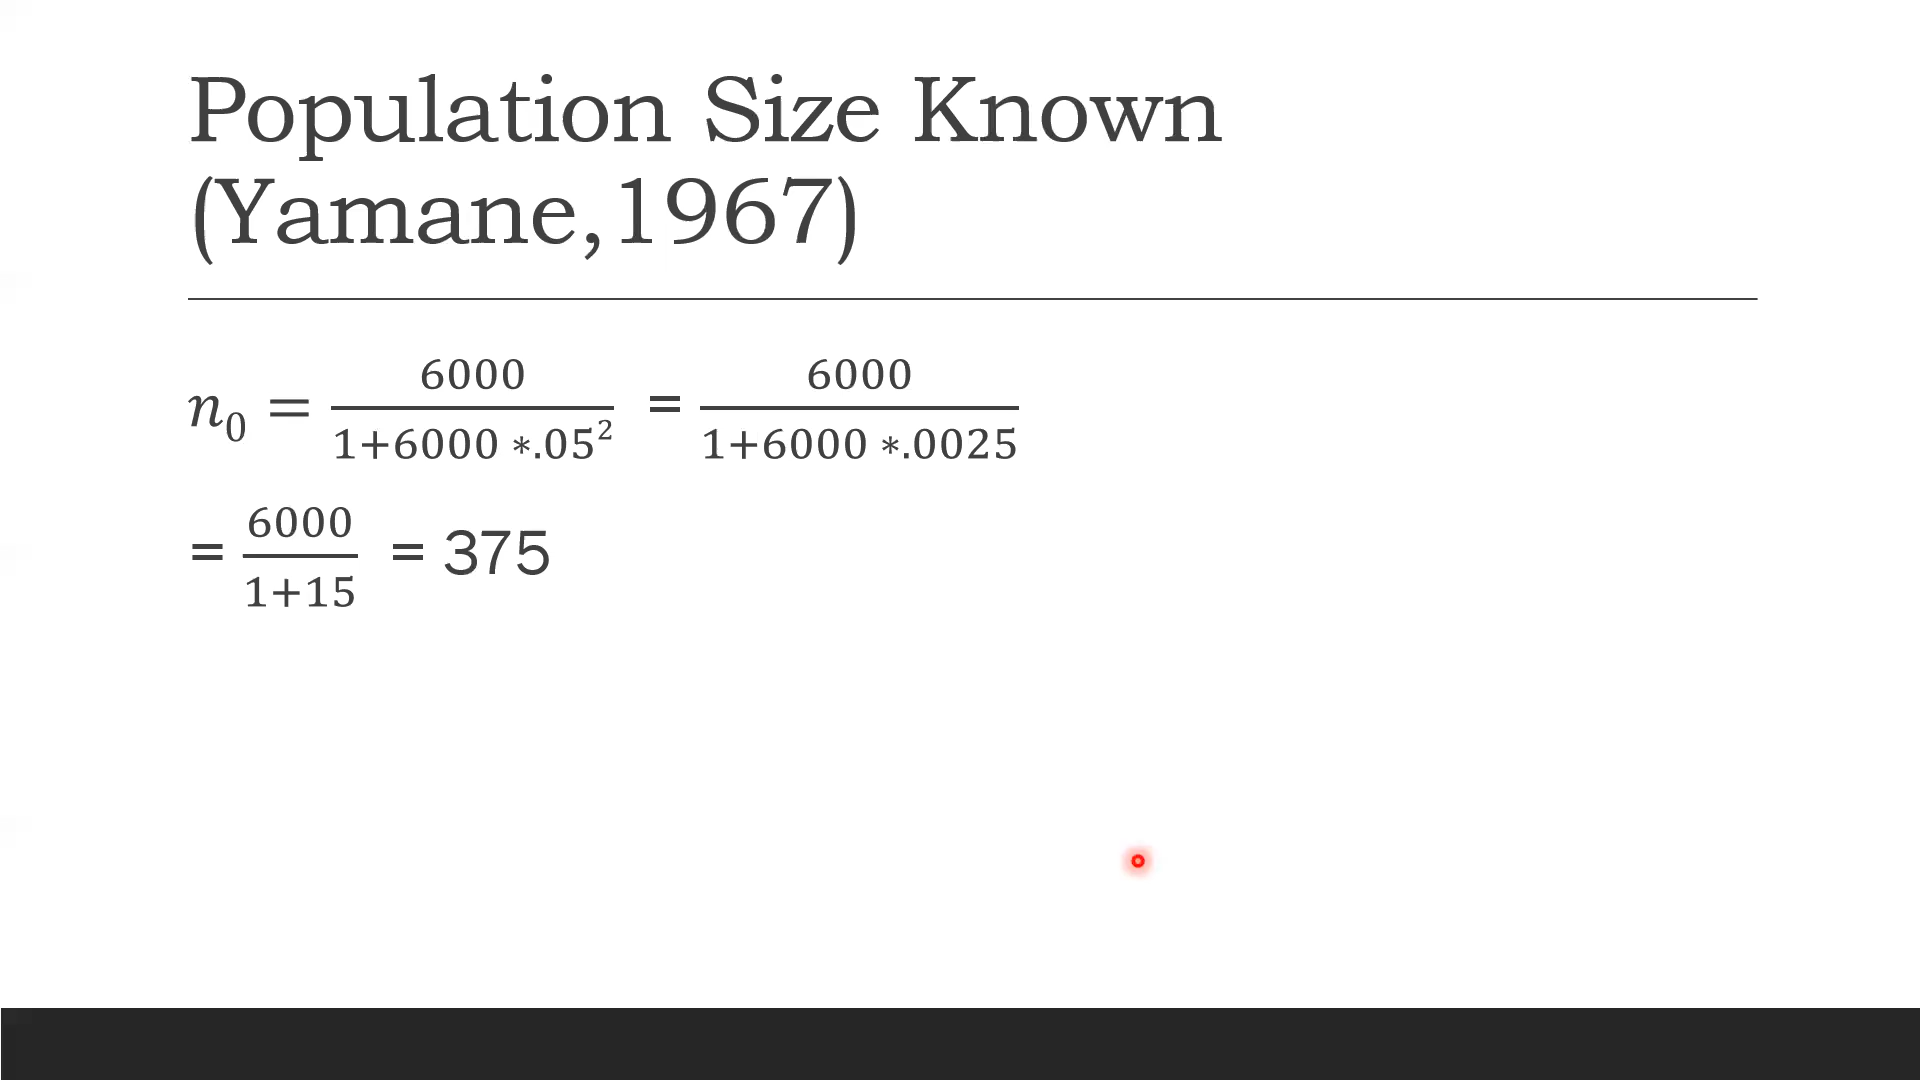 Population Size Known
(Yamane,1967)
n₀ = 6000 / 1+6000 *.05² = 6000 / 1+6000 *.0025
= 6000 / 1+15 = 375